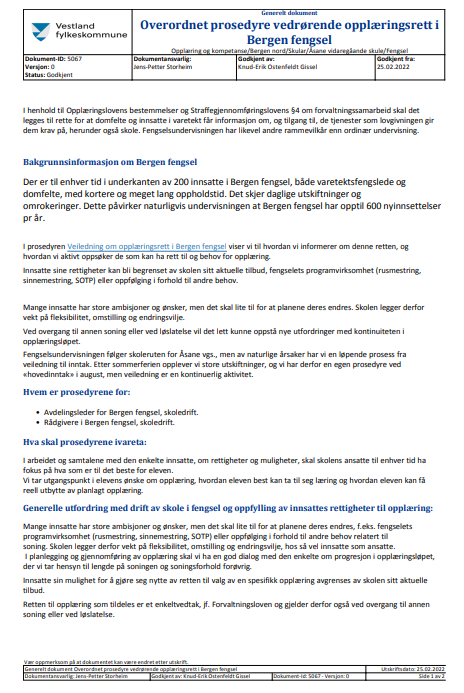 Generelt dokument
Vestland
fylkeskommune
Overordnet prosedyre vedrørende opplæringsrett i
Bergen fengsel
Opplæring og kompetanse/Bergen nord/Skular/Åsane vidaregåande skule/Fengsel
Dokument-ID: 5067
Versjon: 0
Status: Godkjent
Dokumentansvarlig:
Jens-Petter Storheim
Godkjent av:
Knud-Erik Ostenfeldt Gissel
Godkjent fra:
25.02.2022
I henhold til Opplæringslovens bestemmelser og Straffegjennomføringslovens §4 om forvaltningssamarbeid skal det
legges til rette for at domfelte og innsatte i varetekt får informasjon om, og tilgang til, de tjenester som lovgivningen gir
dem krav på, herunder også skole. Fengselsundervisningen har likevel andre rammevilkår enn ordinær undervisning.
Bakgrunnsinformasjon om Bergen fengsel
Der er til enhver tid i underkanten av 200 innsatte i Bergen fengsel, både varetektsfengslede og
domfelte, med kortere og meget lang oppholdstid. Det skjer daglige utskiftninger og
omrokeringer. Dette påvirker naturligvis undervisningen at Bergen fengsel har opptil 600 nyinnsettelser
pr år.
I prosedyren Veiledning om opplæringsrett i Bergen fengsel viser vi til hvordan vi informerer om denne retten, og
hvordan vi aktivt oppsøker de som kan ha rett til og behov for opplæring.
Innsatte sine rettigheter kan bli begrenset av skolen sitt aktuelle tilbud, fengselets programvirksomhet (rusmestring,
sinnemestring, SOTP) eller oppfølging i forhold til andre behov.
Mange innsatte har store ambisjoner og ønsker, men det skal lite til for at planene deres endres. Skolen legger derfor
vekt på fleksibilitet, omstilling og endringsvilje.
Ved overgang til annen soning eller ved løslatelse vil det lett kunne oppstå nye utfordringer med kontinuiteten i
opplæringsløpet.
Fengselsundervisningen følger skoleruten for Åsane vgs., men av naturlige årsaker har vi en løpende prosess fra
veiledning til inntak. Etter sommerferien opplever vi store utskiftninger, og vi har derfor en egen prosedyre ved
«hovedinntak» i august, men veiledning er en kontinuerlig aktivitet.
Hvem er prosedyrene for:
• Avdelingsleder for Bergen fengsel, skoledrift.
• Rådgivere i Bergen fengsel, skoledrift.
Hva skal prosedyrene ivareta:
I arbeidet og samtalene med den enkelte innsatte, om rettigheter og muligheter, skal skolens ansatte til enhver tid ha
fokus på hva som er til det beste for eleven.
Vi tar utgangspunkt i elevens ønske om opplæring, hvordan eleven best kan ta til seg læring og hvordan eleven kan få
reell utbytte av planlagt opplæring.
Generelle utfordring med drift av skole i fengsel og oppfylling av innsattes rettigheter til opplæring:
Mange innsatte har store ambisjoner og ønsker, men det skal lite til for at planene deres endres, f.eks. fengselets
programvirksomhet (rusmestring, sinnemestring, SOTP) eller oppfølging i forhold til andre behov relatert til
soning. Skolen legger derfor vekt på fleksibilitet, omstilling og endringsvilje, hos så vel innsatte som ansatte.
I planlegging og gjennomføring av opplæring skal vi ha en god dialog med den enkelte om progresjon i opplæringsløpet,
der vi tar hensyn til lengde på soningen og soningsforhold forøvrig.
Innsatte sin mulighet for å gjøre seg nytte av retten til valg av en spesifikk opplæring avgrenses av skolen sitt aktuelle
tilbud.
Retten til opplæring som tildeles er et enkeltvedtak, jf. Forvaltningsloven og gjelder derfor også ved overgang til annen
soning eller ved løslatelse.
Vær oppmerksom på at dokumentet kan være endret etter utskrift.
Generelt dokument Overordnet prosedyre vedrørende opplæringsrett i Bergen fengsel
Utskriftsdato: 25.02.2022
Dokumentansvarlig: Jens-Petter Storheim
Godkjent av: Knud-Erik Ostenfeldt Gissel
Dokument-id: 5067 - Versjon: 0
Side 1 av 2